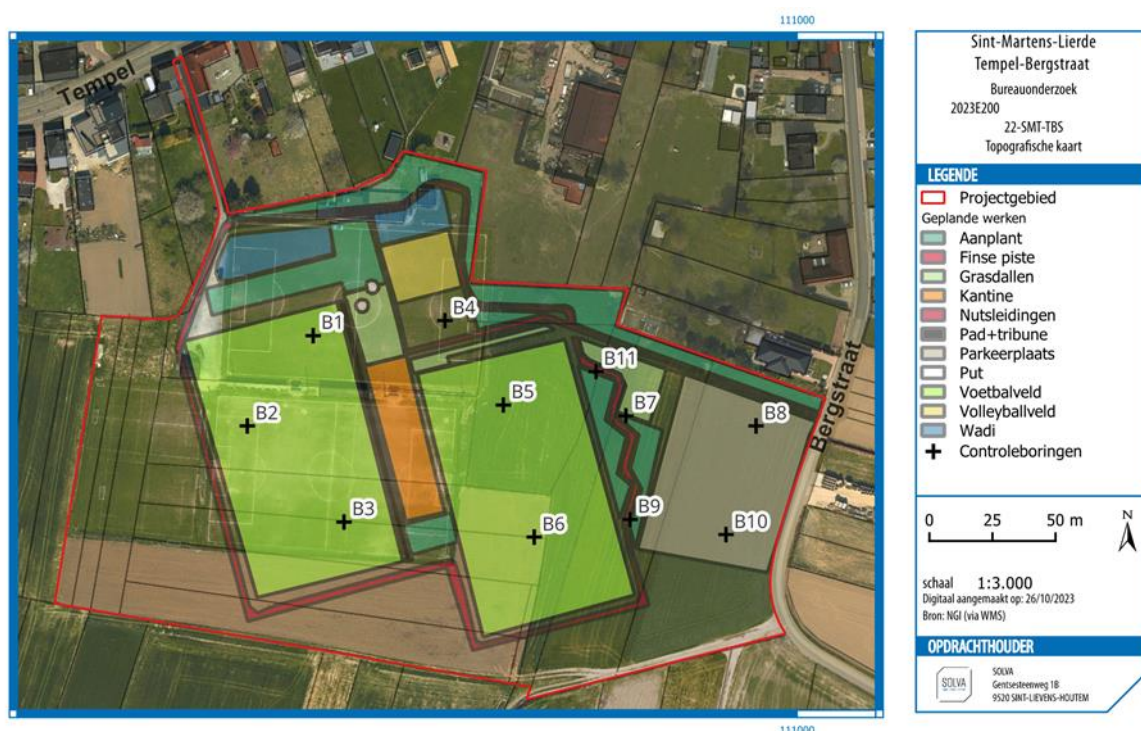 111000
Tempel
Bergstraat
B1
B4
B11
B5
B7
B8
B2
B3
B9
B6
B10
111000
Sint-Martens-Lierde
Tempel-Bergstraat
Bureauonderzoek
2023E200
22-SMT-TBS
Topografische kaart
LEGENDE
Projectgebied
Geplande werken
Aanplant
Finse piste
Grasdallen
Kantine
Nutsleidingen
Pad+tribune
Parkeerplaats
Put
Voetbalveld
Volleyballveld
Wadi
Controleboringen
0 25 50 m
N
schaal 1:3.000
Digitaal aangemaakt op: 26/10/2023
Bron: NGI (via WMS)
OPDRACHTHOUDER
SOLVA
SOLVA
Gentsesteenweg 1B
9520 SINT-LIEVENS-HOUTEM